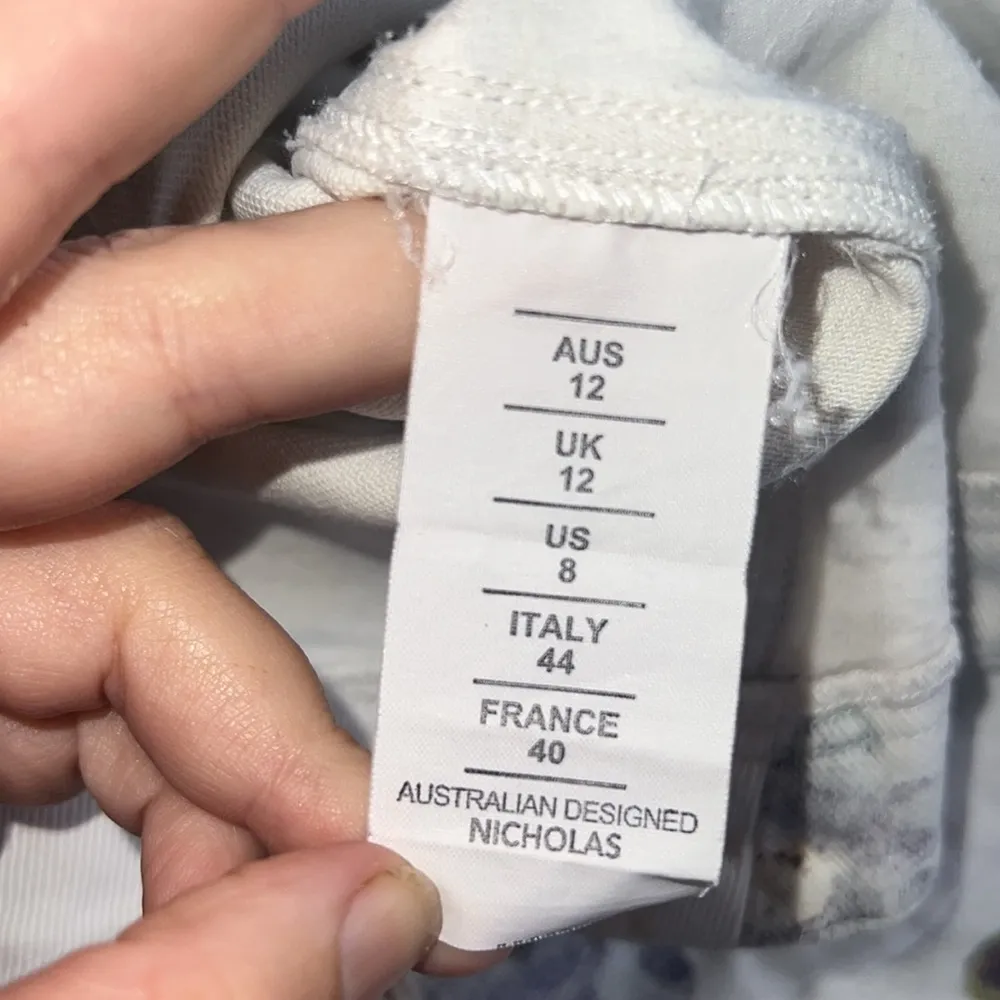 AUS
12
UK
12
US
8
ITALY
44
FRANCE
40
AUSTRALIAN DESIGNED
NICHOLAS